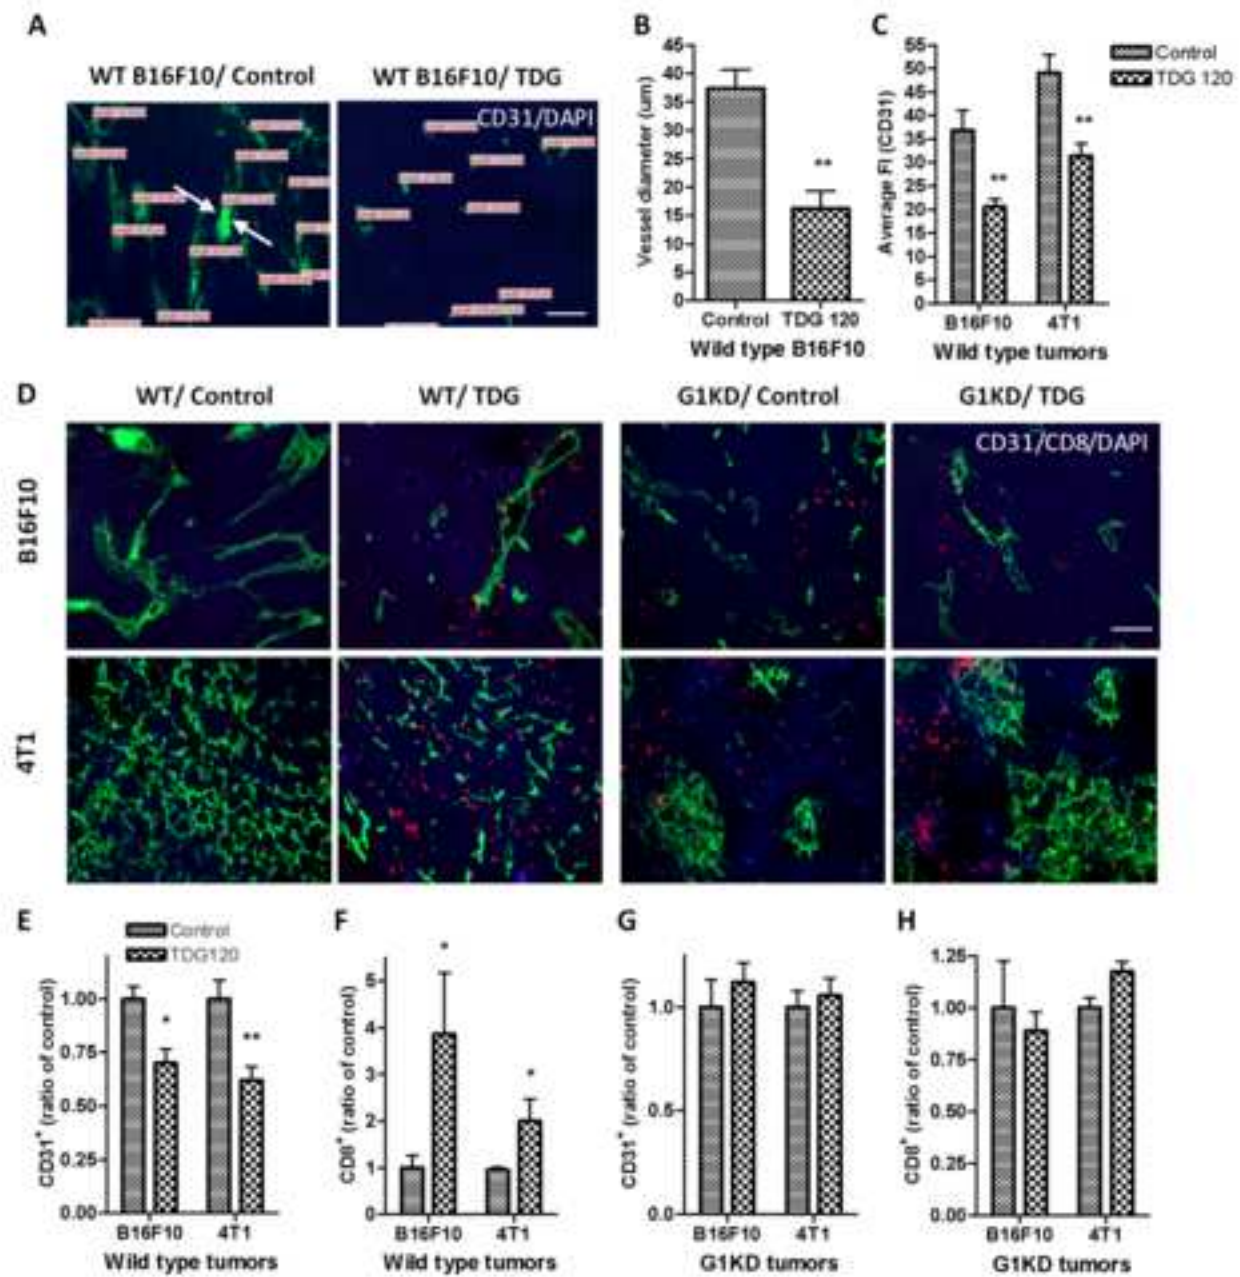 A
WT B16F10/ Control
WT B16F10/ TDG
CD31/DAPI
B
Vessel diameter (um)
45
40
35
30
25
20
15
10
5
0
**
Control TDG 120
Wild type B16F10
C
Average FI (CD31)
55
50
45
40
35
30
25
20
15
10
5
0
**
**
B16F10 4T1
Wild type tumors
Control
TDG 120
D
WT/ Control
WT/ TDG
G1KD/ Control
G1KD/ TDG
B16F10
CD31/CD8/DAPI
4T1
E
Control
TDG120
CD31+ (ratio of control)
1.00
0.75
0.50
0.25
0.00
*
**
B16F10 4T1
Wild type tumors
F
CD8+ (ratio of control)
5
4
3
2
1
0
*
*
B16F10 4T1
Wild type tumors
G
CD31+ (ratio of control)
1.0
0.5
0.0
B16F10 4T1
G1KD tumors
H
CD8+ (ratio of control)
1.25
1.00
0.75
0.50
0.25
0.00
B16F10 4T1
G1KD tumors